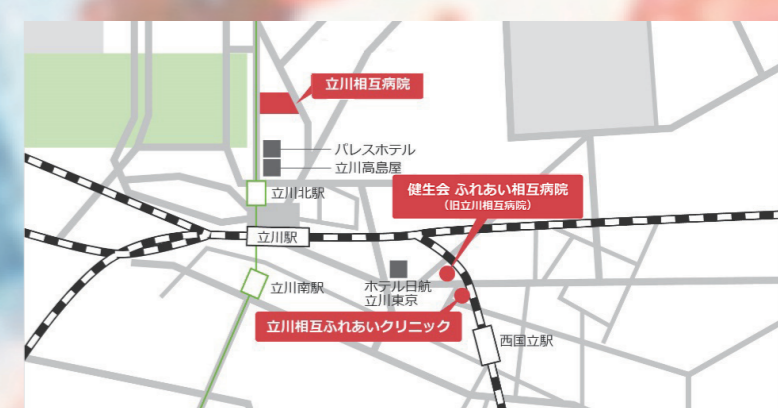 立川相互病院
パレスホテル
立川高島屋
立川北駅
健生会 ふれあい相互病院
(旧立川相互病院)
立川駅
立川南駅
ホテル日航
立川東京
立川相互ふれあいクリニック
西国立駅